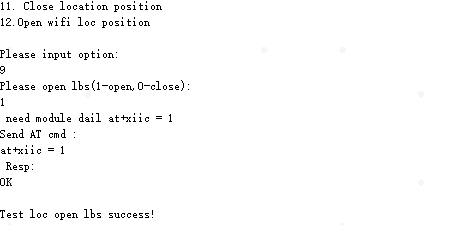 11. Close location position
12.Open wifi loc position
Please input option:
9
Please open lbs(1-open,0-close):
1
need module dail at+xiic = 1
Send AT cmd :
at+xiic = 1
Resp:
OK
Test loc open lbs success!